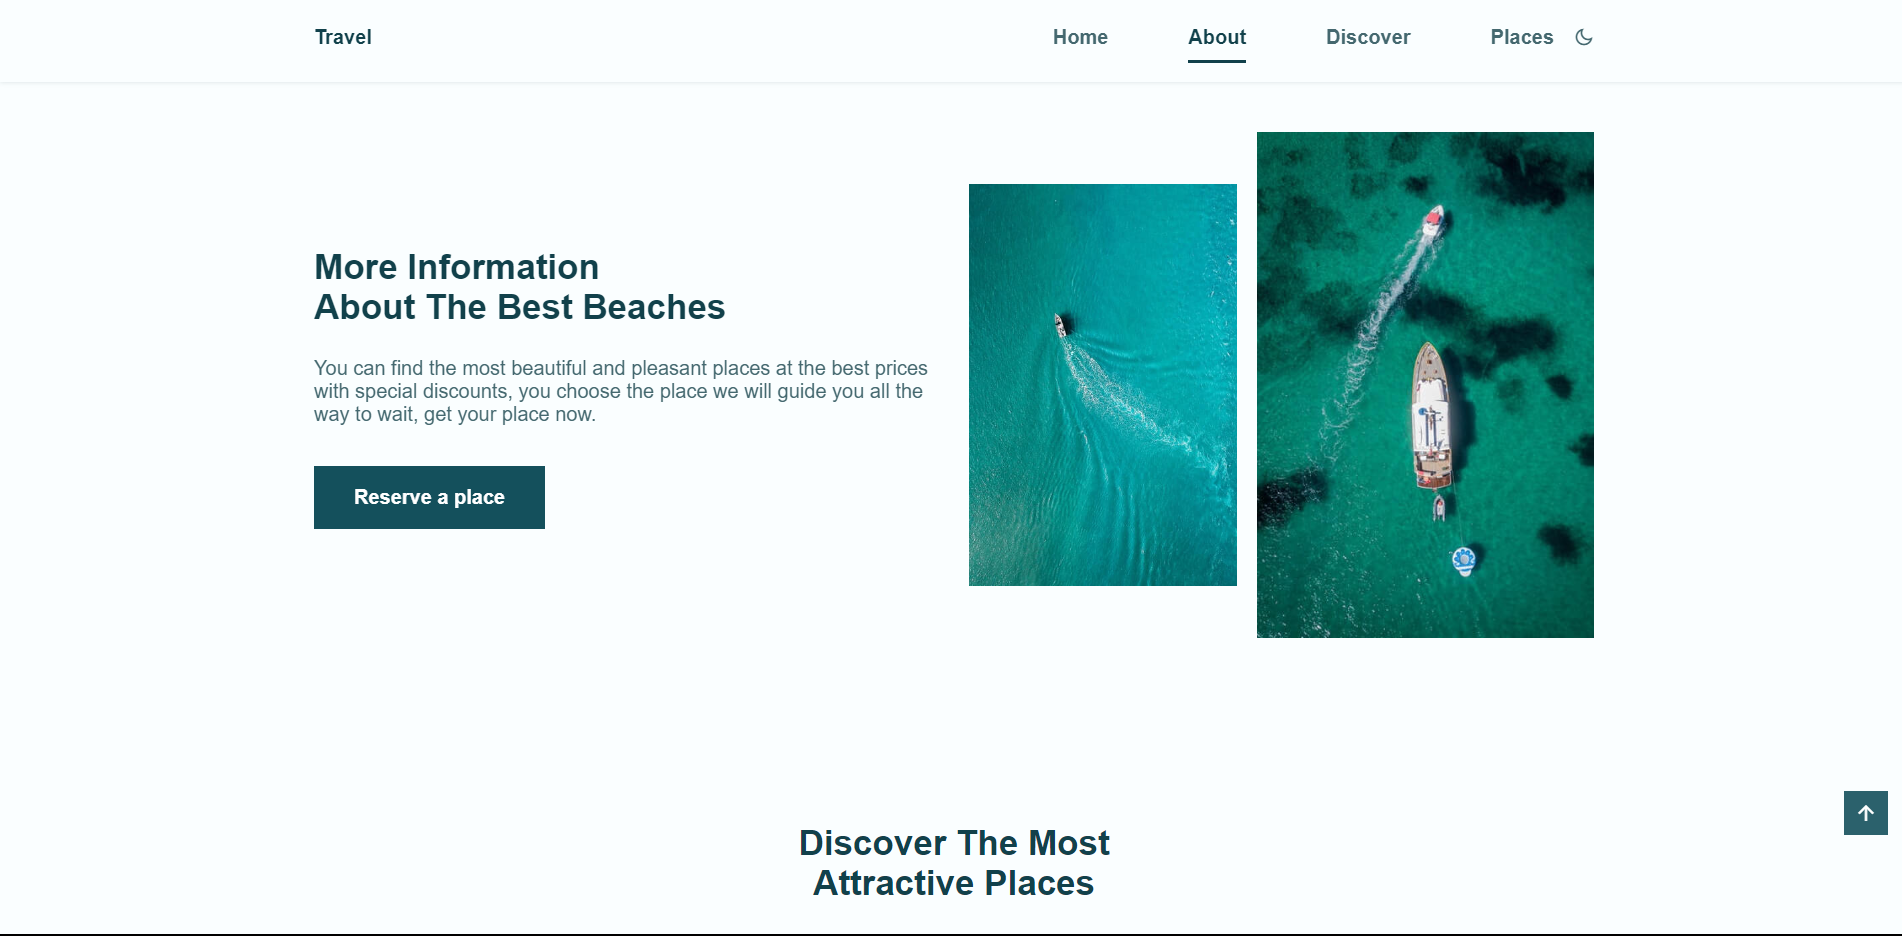 Travel
Home
About
Discover
Places
More Information
About The Best Beaches
You can find the most beautiful and pleasant places at the best prices
with special discounts, you choose the place we will guide you all the
way to wait, get your place now.
Reserve a place
Discover The Most
Attractive Places